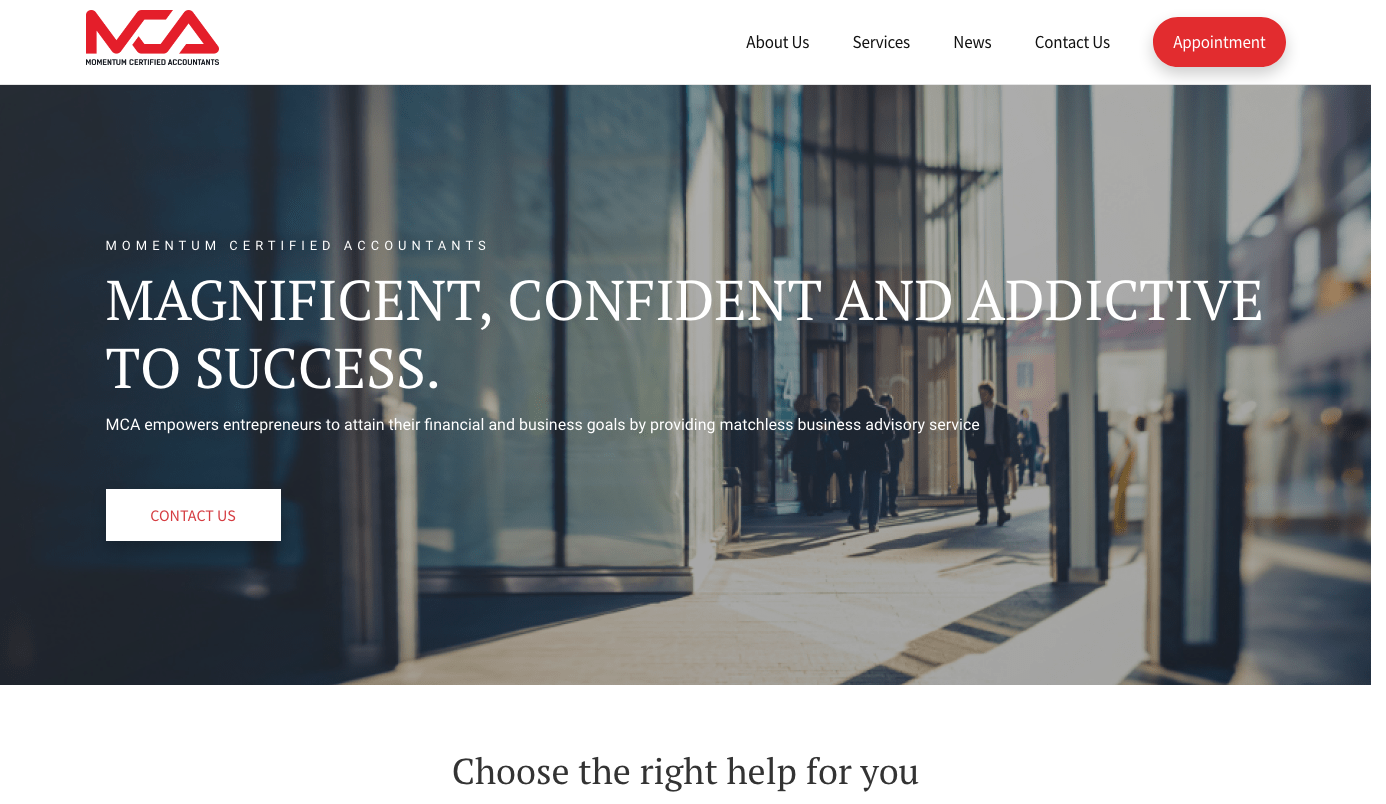 MCA
MOMENTUM CERTIFIED ACCOUNTANTS
About Us
Services
News
Contact Us
Appointment
MOMENTUM CERTIFIED ACCOUNTANTS
MAGNIFICENT, CONFIDENT AND ADDICTIVE
TO SUCCESS.
MCA empowers entrepreneurs to attain their financial and business goals by providing matchless business advisory service
CONTACT US
Choose the right help for you